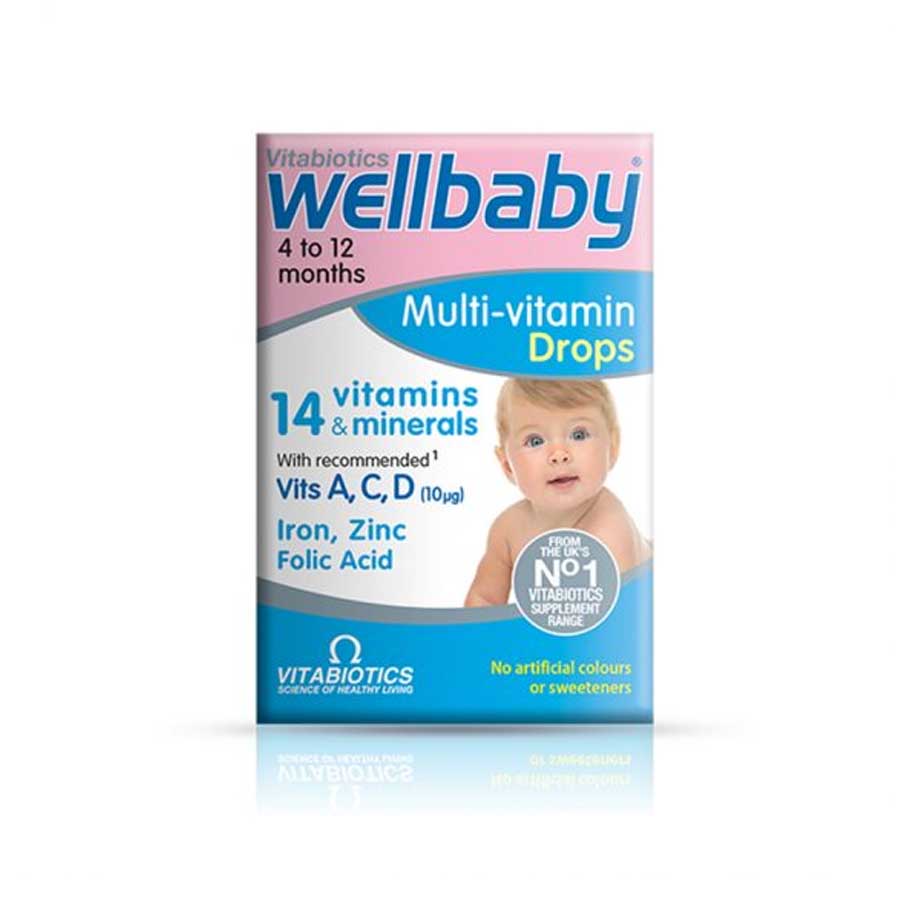 Vitabiotics
wellbaby®
4 to 12
months
Multi-vitamin
Drops
14 vitamins
& minerals
With recommended¹
Vits A, C, D (10µg)
Iron, Zinc
Folic Acid
FROM
THE UK'S
Nº1
VITABIOTICS
SUPPLEMENT
RANGE
VITABIOTICS
SCIENCE OF HEALTHY LIVING
No artificial colours
or sweeteners